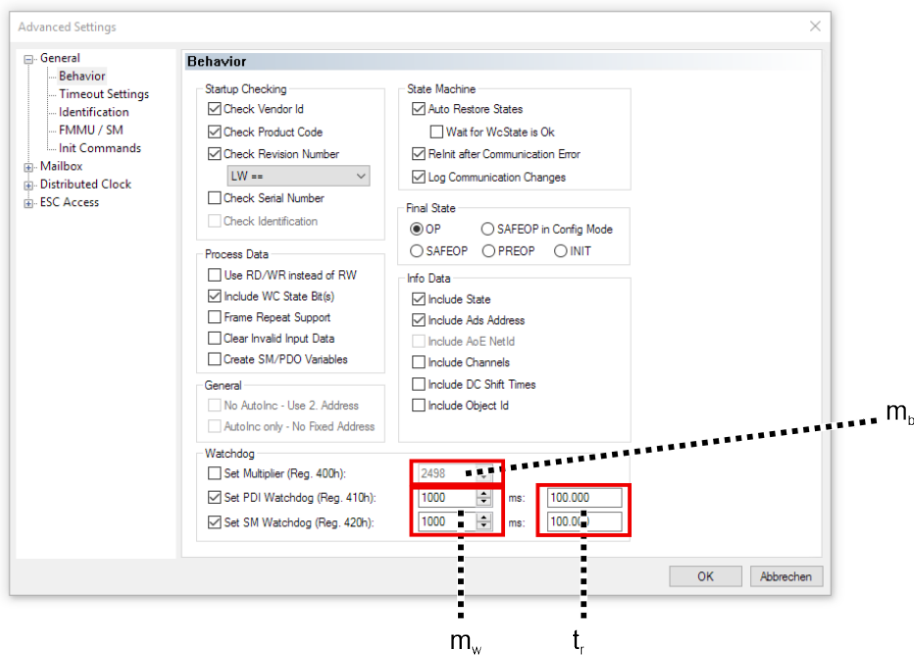 Advanced Settings
General
Behavior
Timeout Settings
Identification
FMMU / SM
Init Commands
Mailbox
Distributed Clock
ESC Access
Behavior
Startup Checking
Check Vendor Id
Check Product Code
Check Revision Number
LW ==
Check Serial Number
Check Identification
Process Data
Use RD/WR instead of RW
Include WC State Bit(s)
Frame Repeat Support
Clear Invalid Input Data
Create SM/PDO Variables
General
No AutoInc - Use 2. Address
AutoInc only - No Fixed Address
State Machine
Auto Restore States
Wait for WcState is Ok
ReInit after Communication Error
Log Communication Changes
Final State
OP SAFEOP in Config Mode
SAFEOP PREOP INIT
Info Data
Include State
Include Ads Address
Include AoE NetId
Include Channels
Include DC Shift Times
Include Object Id
Watchdog
Set Multiplier (Reg. 400h): 2498
Set PDI Watchdog (Reg. 410h): 1000 ms: 100.000
Set SM Watchdog (Reg. 420h): 1000 ms: 100.000
OK Abbrechen
m_b
m_w t_r